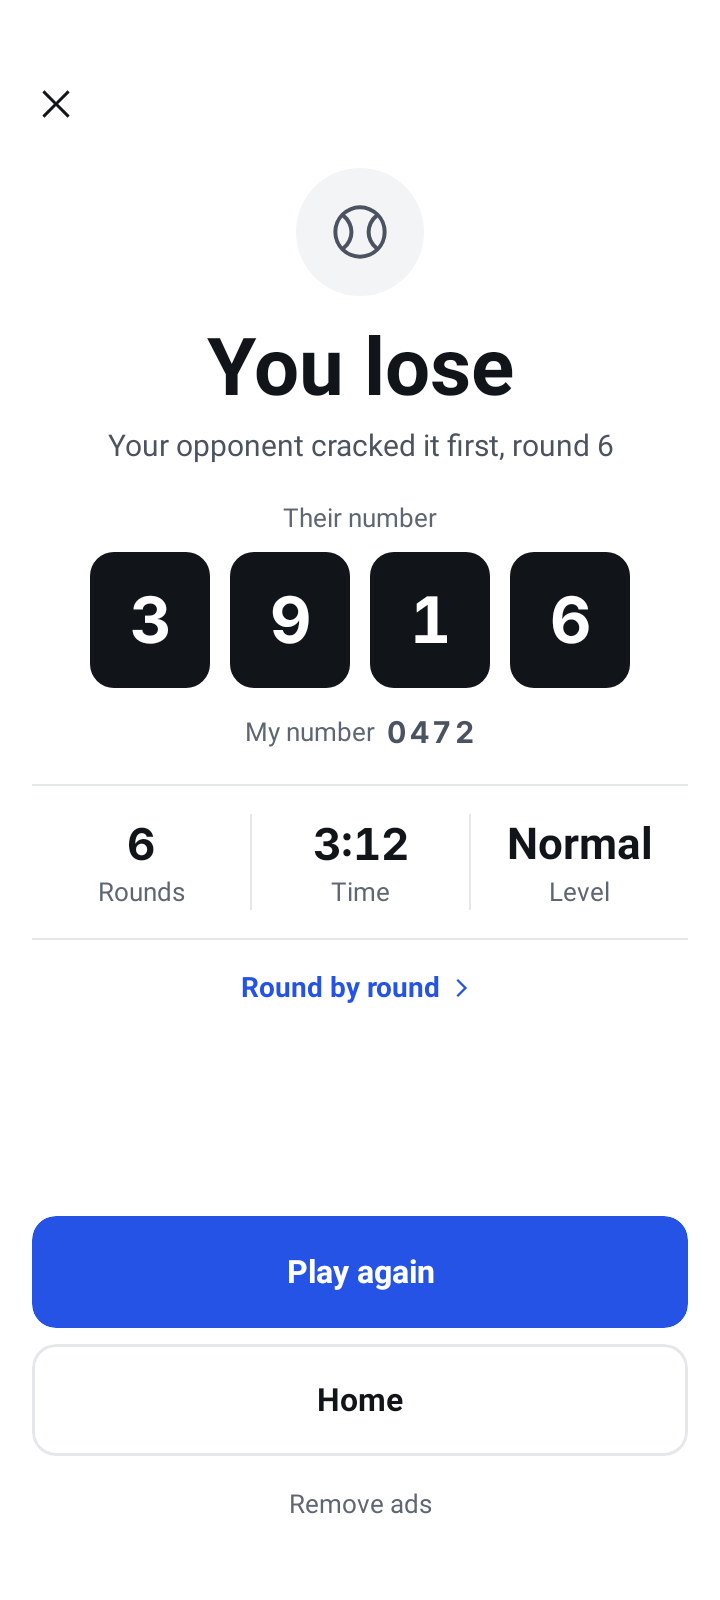 You lose
Your opponent cracked it first, round 6
Their number
3 9 1 6
My number 0472
6 3:12 Normal
Rounds Time Level
Round by round
Play again
Home
Remove ads